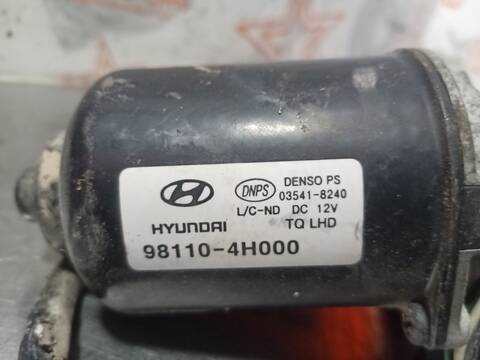 HYUNDAI
DNPS
DENSO PS
03541-8240
L/C-ND DC 12V
TQ LHD
98110-4H000